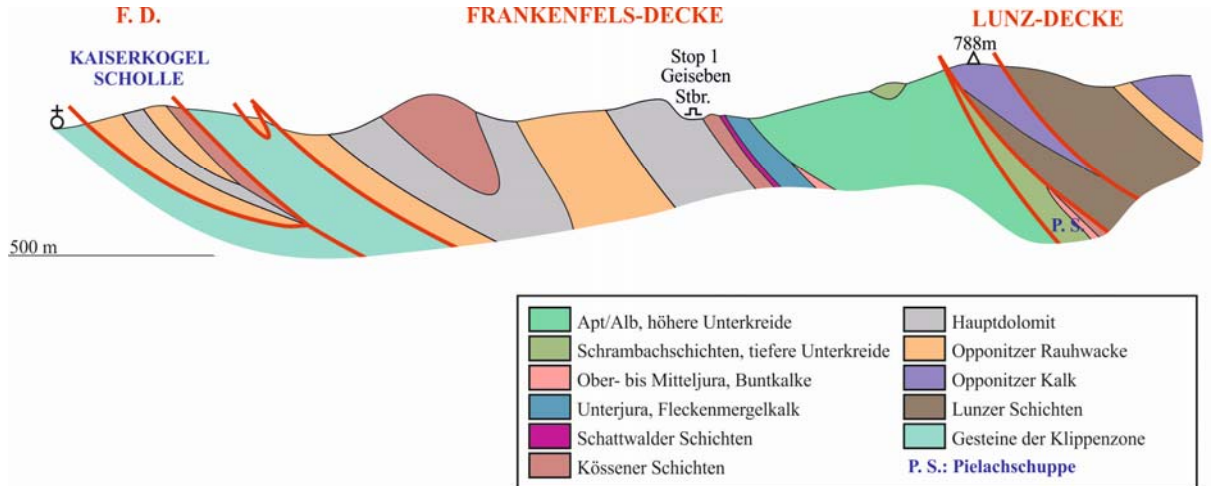 F. D.
FRANKENFELS-DECKE
LUNZ-DECKE
KAISERKOGEL
SCHOLLE
Stop 1
Geiseben
Stbr.
788m
P. S.
500 m
Apt/Alb, höhere Unterkreide
Schrambachschichten, tiefere Unterkreide
Ober- bis Mitteljura, Buntkalke
Unterjura, Fleckenmergelkalk
Schattwalder Schichten
Kössener Schichten
Hauptdolomit
Opponitzer Rauhwacke
Opponitzer Kalk
Lunzer Schichten
Gesteine der Klippenzone
P. S.: Pielachschuppe